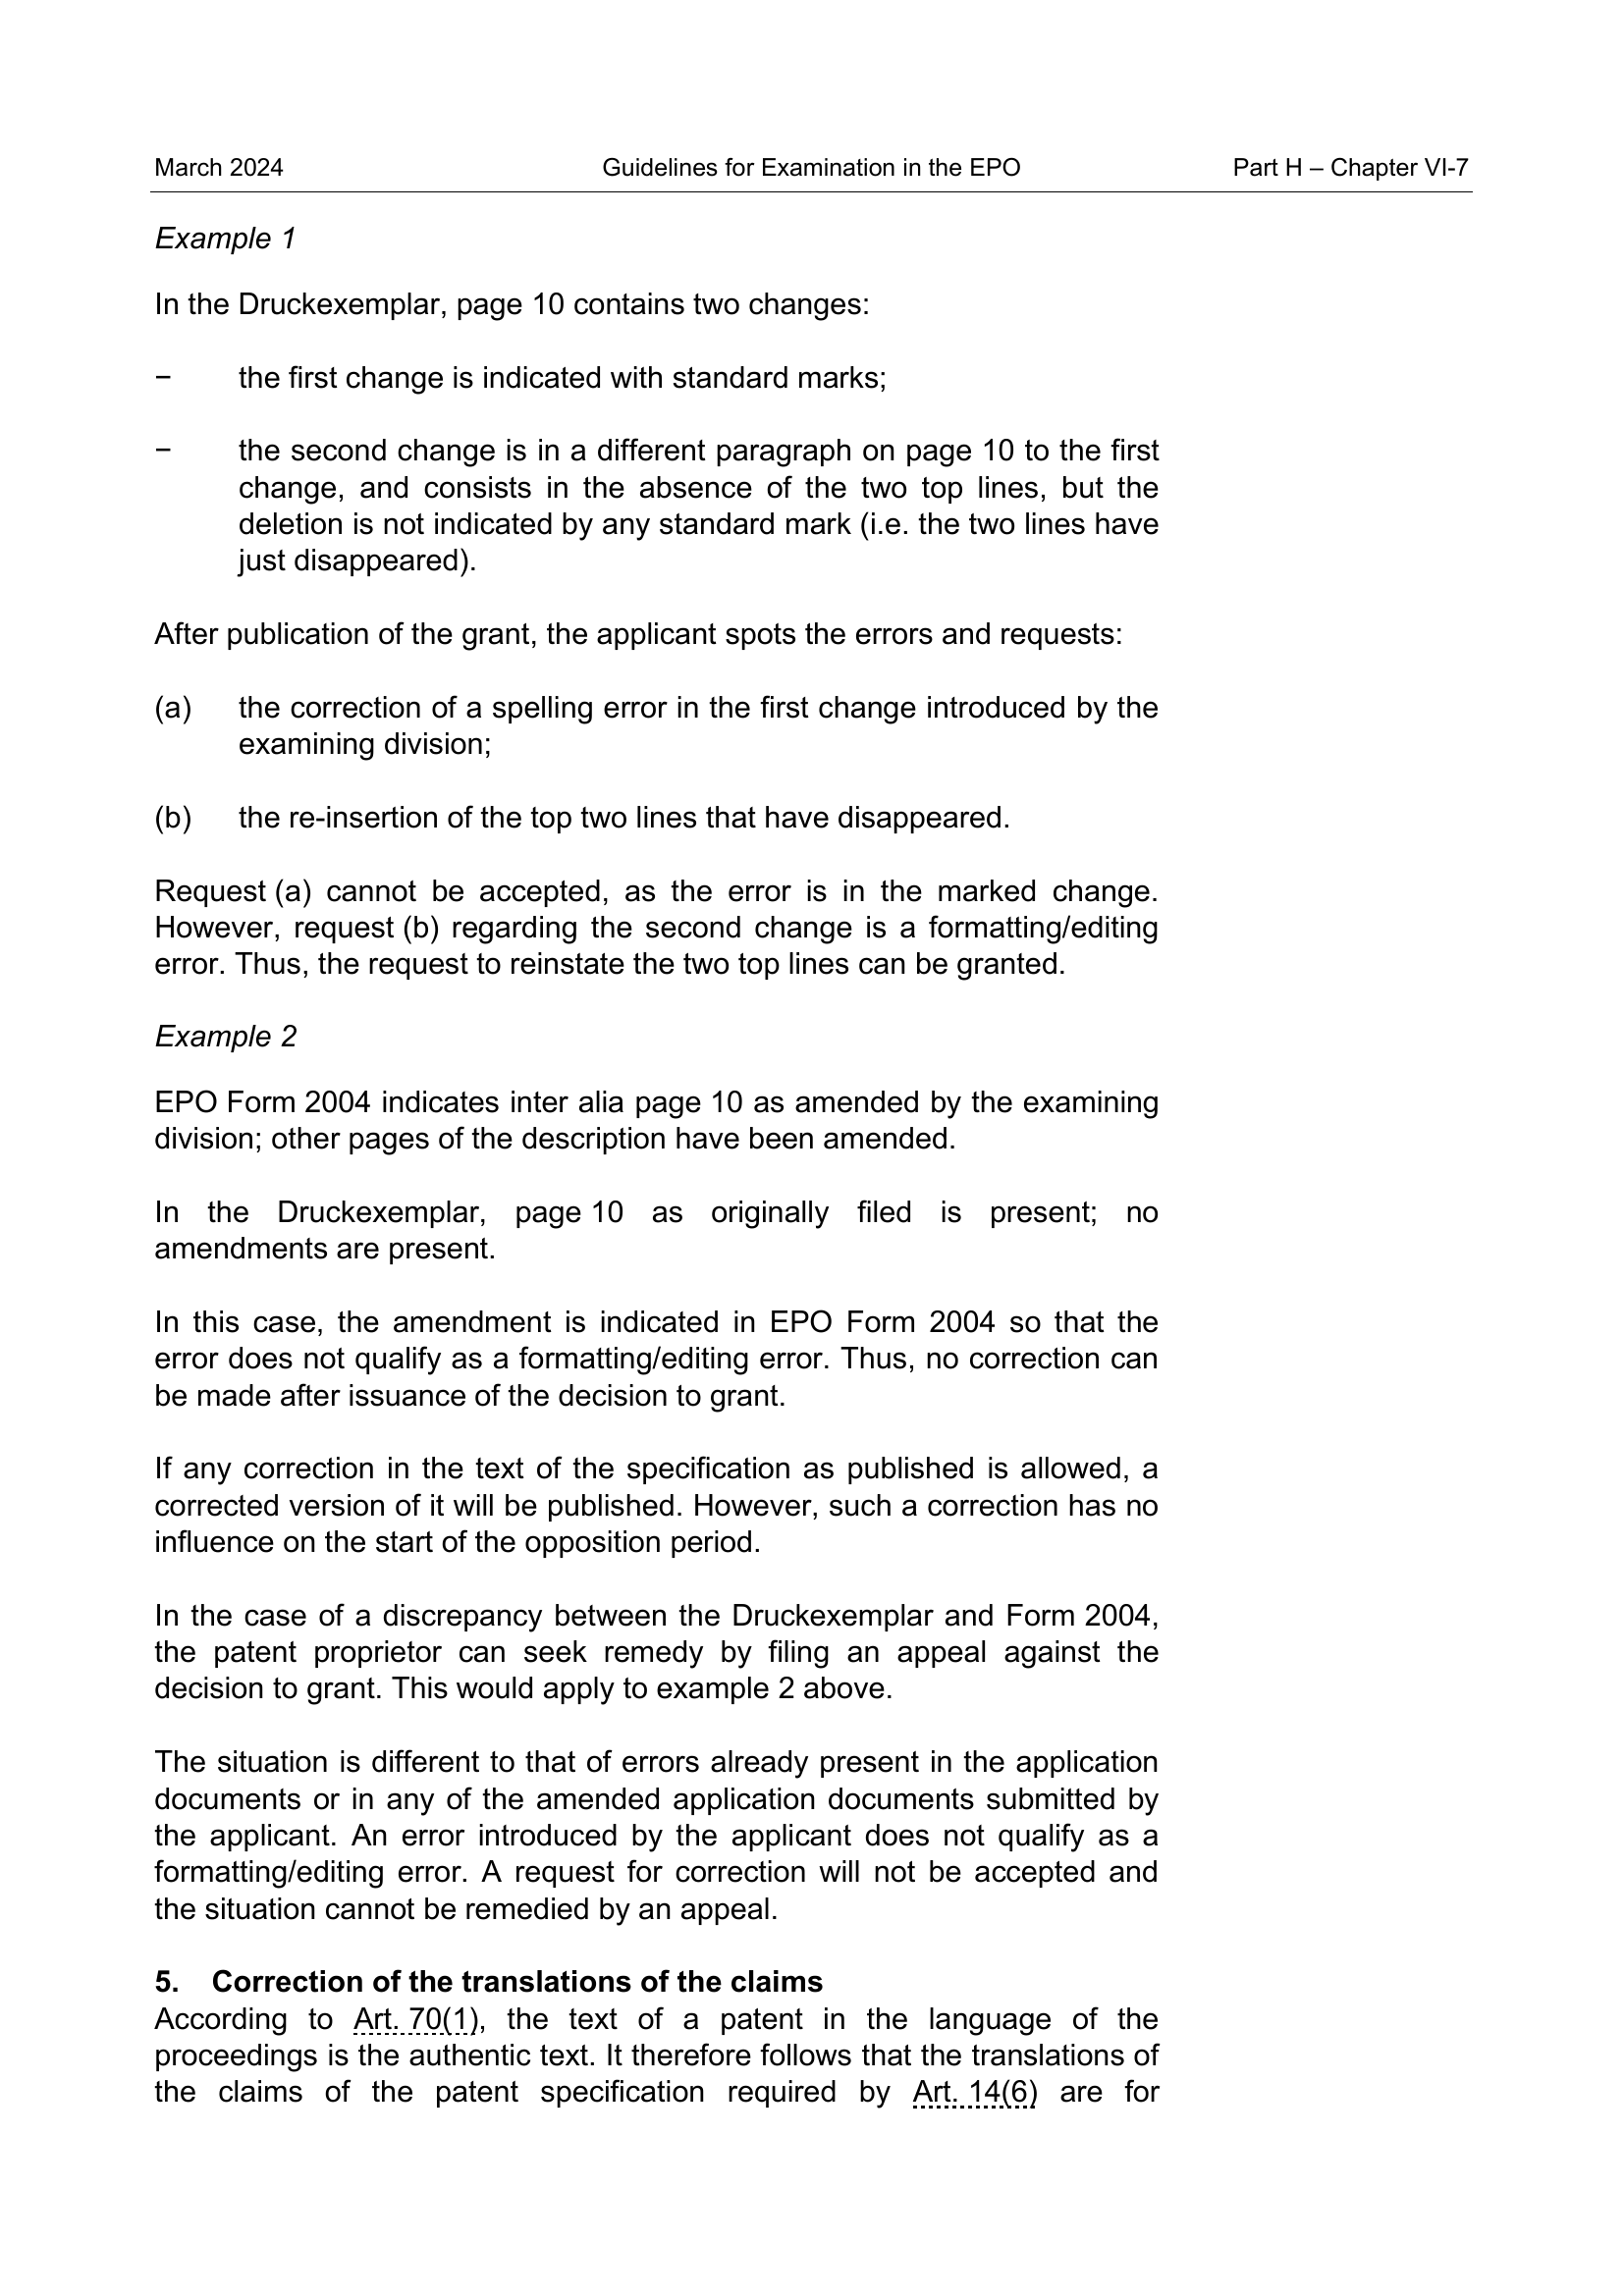 March 2024 Guidelines for Examination in the EPO Part H – Chapter VI-7
Example 1
In the Druckexemplar, page 10 contains two changes:
− the first change is indicated with standard marks;
− the second change is in a different paragraph on page 10 to the first
change, and consists in the absence of the two top lines, but the
deletion is not indicated by any standard mark (i.e. the two lines have
just disappeared).
After publication of the grant, the applicant spots the errors and requests:
(a) the correction of a spelling error in the first change introduced by the
examining division;
(b) the re-insertion of the top two lines that have disappeared.
Request (a) cannot be accepted, as the error is in the marked change.
However, request (b) regarding the second change is a formatting/editing
error. Thus, the request to reinstate the two top lines can be granted.
Example 2
EPO Form 2004 indicates inter alia page 10 as amended by the examining
division; other pages of the description have been amended.
In the Druckexemplar, page 10 as originally filed is present; no
amendments are present.
In this case, the amendment is indicated in EPO Form 2004 so that the
error does not qualify as a formatting/editing error. Thus, no correction can
be made after issuance of the decision to grant.
If any correction in the text of the specification as published is allowed, a
corrected version of it will be published. However, such a correction has no
influence on the start of the opposition period.
In the case of a discrepancy between the Druckexemplar and Form 2004,
the patent proprietor can seek remedy by filing an appeal against the
decision to grant. This would apply to example 2 above.
The situation is different to that of errors already present in the application
documents or in any of the amended application documents submitted by
the applicant. An error introduced by the applicant does not qualify as a
formatting/editing error. A request for correction will not be accepted and
the situation cannot be remedied by an appeal.
5. Correction of the translations of the claims
According to Art. 70(1), the text of a patent in the language of the
proceedings is the authentic text. It therefore follows that the translations of
the claims of the patent specification required by Art. 14(6) are for